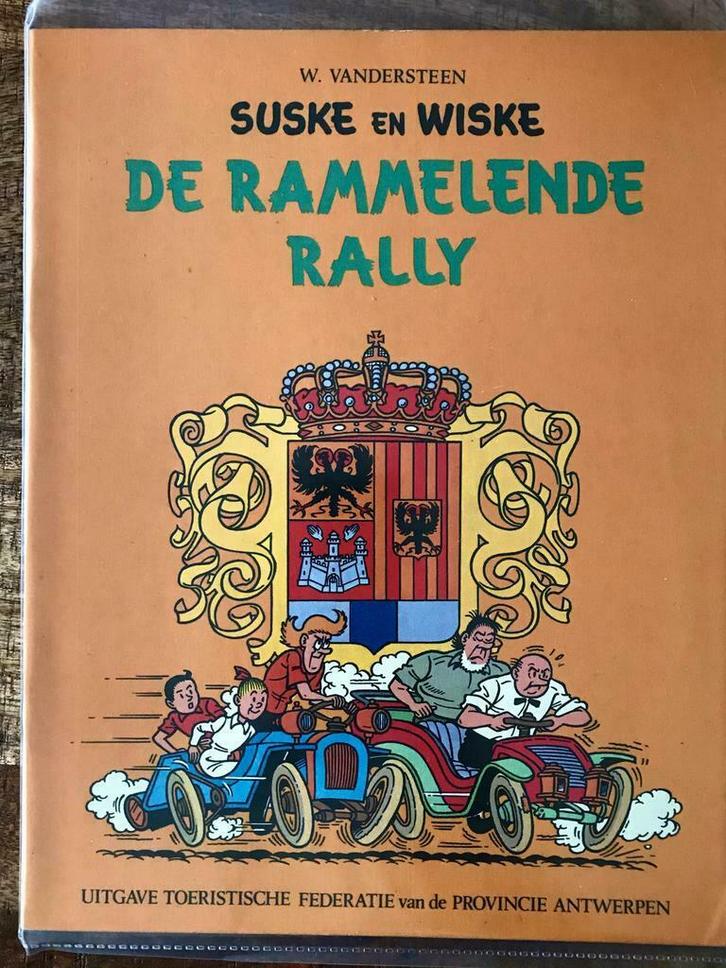 W. VANDERSTEEN
SUSKE EN WISKE
DE RAMMELENDE
RALLY
UITGAVE TOERISTISCHE FEDERATIE van de PROVINCIE ANTWERPEN